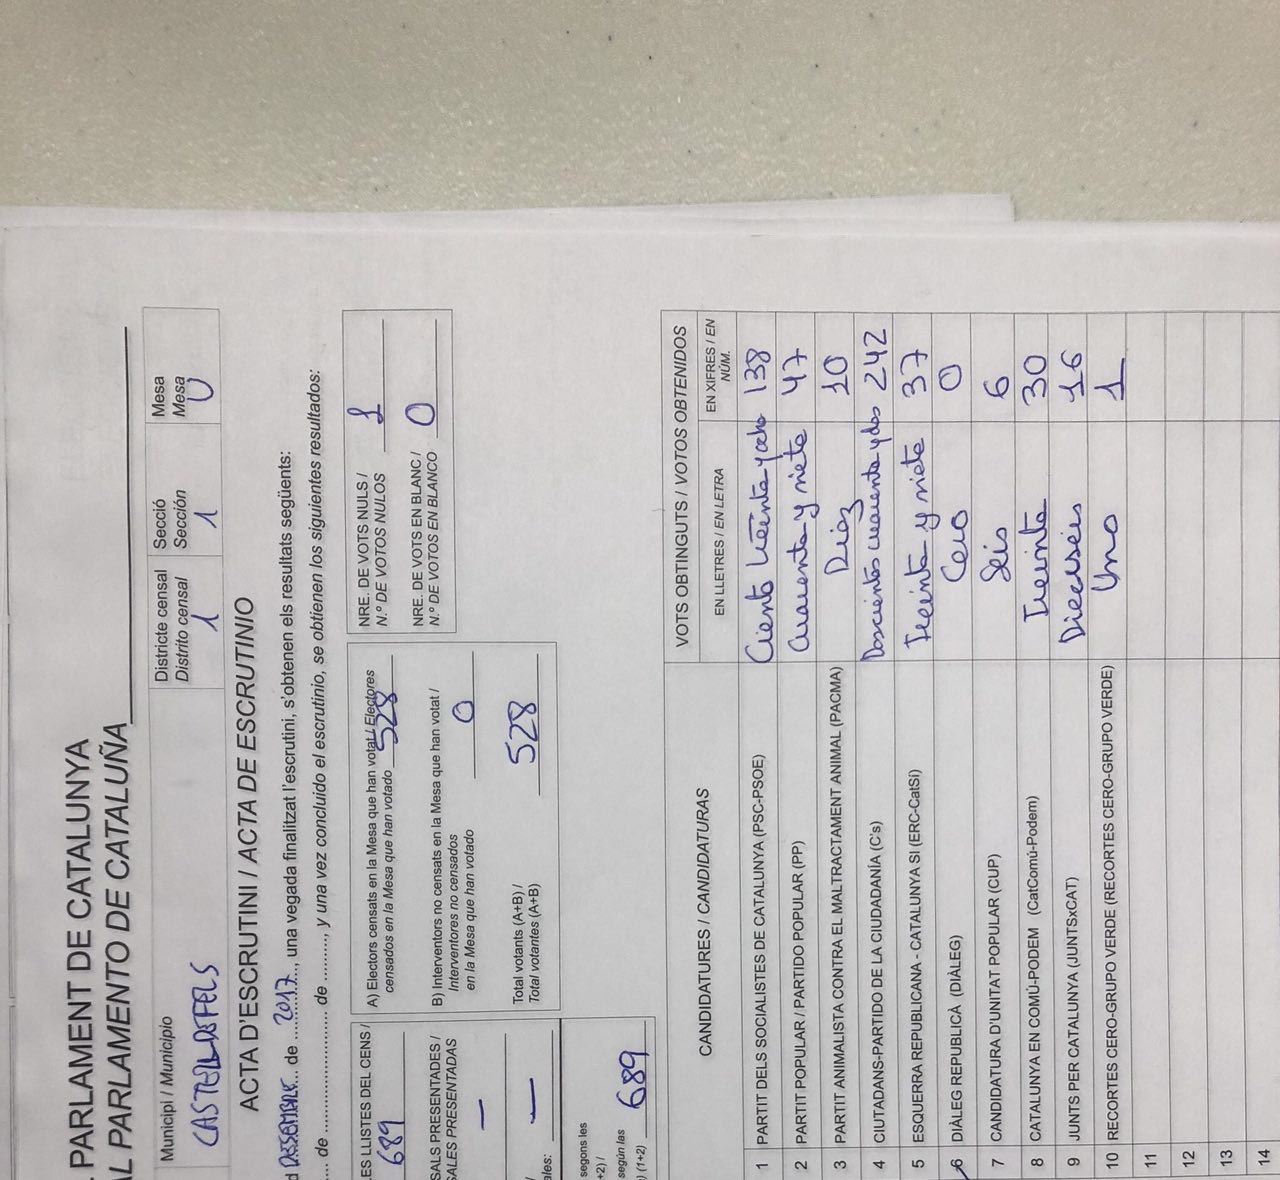 PARLAMENT DE CATALUNYA
AL PARLAMENTO DE CATALUÑA
Municipi / Municipio
CASTELLDEFELS
Districte censal
Distrito censal
1
Secció
Sección
1
Mesa
Mesa
U
ACTA D'ESCRUTINI / ACTA DE ESCRUTINIO
d DESEMBRE... de ... 2017..., una vegada finalitzat l'escrutini, s'obtenen els resultats següents:
.... de .............................. de ........., y una vez concluido el escrutinio, se obtienen los siguientes resultados:
ES LLISTES DEL CENS /
689
SALS PRESENTADES /
SALES PRESENTADAS
—
/
ales: —
segons les
+2) /
según las
) (1+2) 689
A) Electors censats en la Mesa que han votat / Electores
censados en la Mesa que han votado 528
B) Interventors no censats en la Mesa que han votat /
Interventores no censados
en la Mesa que han votado 0
Total votants (A+B) /
Total votantes (A+B) 528
NRE. DE VOTS NULS /
N.º DE VOTOS NULOS 1
NRE. DE VOTS EN BLANC /
N.º DE VOTOS EN BLANCO 0
CANDIDATURES / CANDIDATURAS
VOTS OBTINGUTS / VOTOS OBTENIDOS
EN LLETRES / EN LETRA
EN XIFRES / EN
NÚM.
1 PARTIT DELS SOCIALISTES DE CATALUNYA (PSC-PSOE) Ciento treinta y ocho 138
2 PARTIT POPULAR / PARTIDO POPULAR (PP) Cuarenta y siete 47
3 PARTIT ANIMALISTA CONTRA EL MALTRACTAMENT ANIMAL (PACMA) Diez 10
4 CIUTADANS-PARTIDO DE LA CIUDADANÍA (C's) Doscientos cuarenta y dos 242
5 ESQUERRA REPUBLICANA - CATALUNYA SÍ (ERC-CatSí) Treinta y siete 37
6 DIÀLEG REPUBLICÀ (DIÀLEG) Cero 0
7 CANDIDATURA D'UNITAT POPULAR (CUP) Seis 6
8 CATALUNYA EN COMÚ-PODEM (CatComú-Podem) Treinta 30
9 JUNTS PER CATALUNYA (JUNTSxCAT) Dieciseis 16
10 RECORTES CERO-GRUPO VERDE (RECORTES CERO-GRUPO VERDE) Uno 1
11
12
13
14